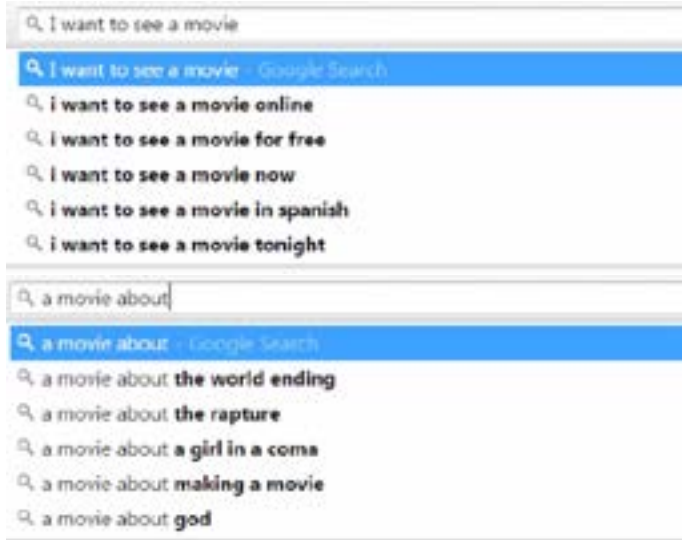 I want to see a movie
I want to see a movie - Google Search
i want to see a movie online
i want to see a movie for free
i want to see a movie now
i want to see a movie in spanish
i want to see a movie tonight
a movie about
a movie about - Google Search
a movie about the world ending
a movie about the rapture
a movie about a girl in a coma
a movie about making a movie
a movie about god